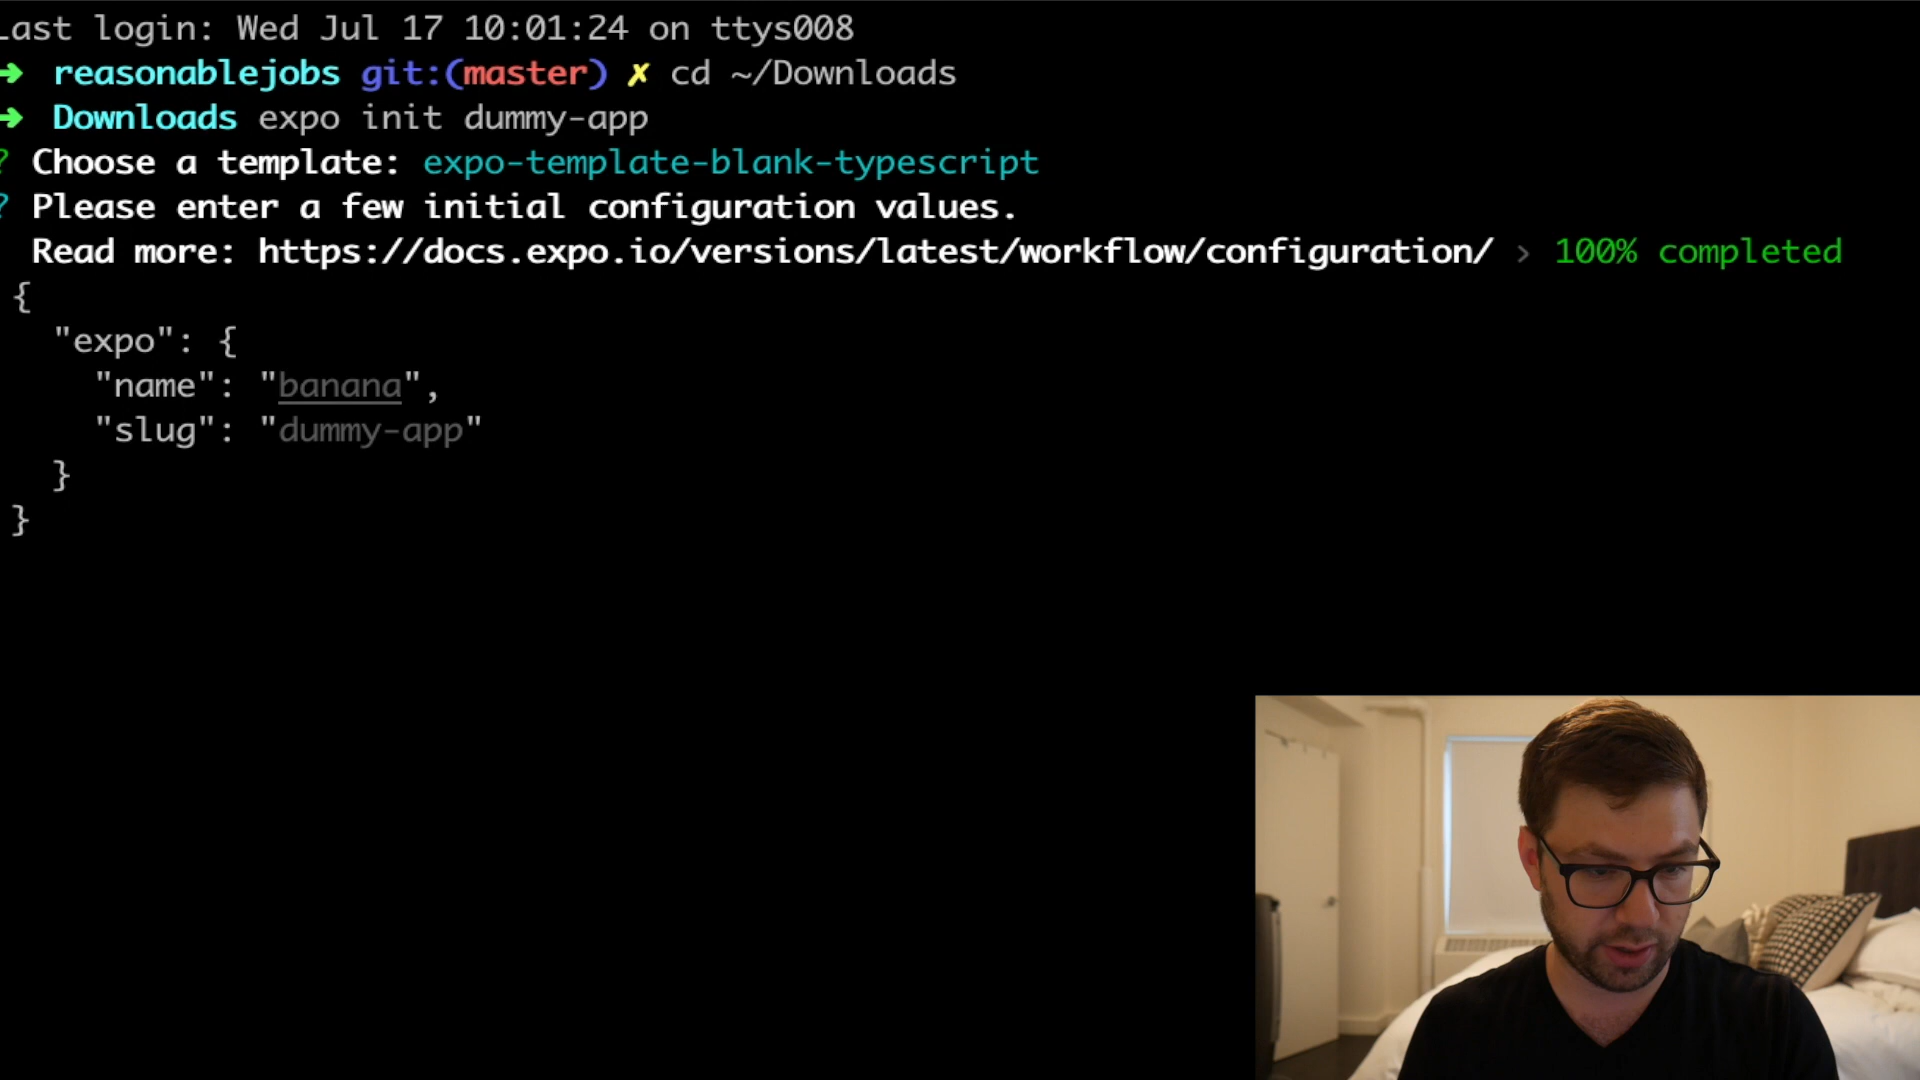 Last login: Wed Jul 17 10:01:24 on ttys008
➜ reasonablejobs git:(master) ✗ cd ~/Downloads
➜ Downloads expo init dummy-app
? Choose a template: expo-template-blank-typescript
? Please enter a few initial configuration values.
Read more: https://docs.expo.io/versions/latest/workflow/configuration/ › 100% completed
{
"expo": {
"name": "banana",
"slug": "dummy-app"
}
}